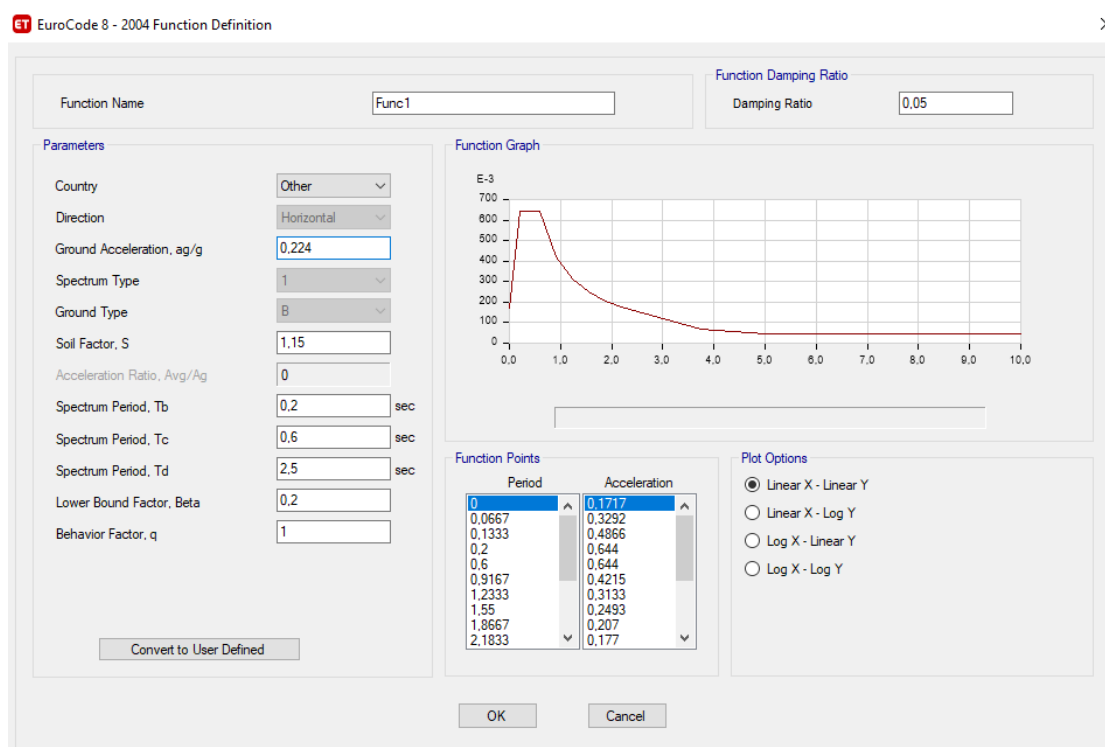 ET EuroCode 8 - 2004 Function Definition
Function Name Func1
Function Damping Ratio
Damping Ratio 0,05
Parameters
Country Other
Direction Horizontal
Ground Acceleration, ag/g 0,224
Spectrum Type 1
Ground Type B
Soil Factor, S 1,15
Acceleration Ratio, Avg/Ag 0
Spectrum Period, Tb 0,2 sec
Spectrum Period, Tc 0,6 sec
Spectrum Period, Td 2,5 sec
Lower Bound Factor, Beta 0,2
Behavior Factor, q 1
Convert to User Defined
Function Graph
E-3
700
600
500
400
300
200
100
0
0,0 1,0 2,0 3,0 4,0 5,0 6,0 7,0 8,0 9,0 10,0
Function Points
Period Acceleration
0 0,1717
0,0667 0,3292
0,1333 0,4866
0,2 0,644
0,6 0,644
0,9167 0,4215
1,2333 0,3133
1,55 0,2493
1,8667 0,207
2,1833 0,177
Plot Options
Linear X - Linear Y
Linear X - Log Y
Log X - Linear Y
Log X - Log Y
OK Cancel